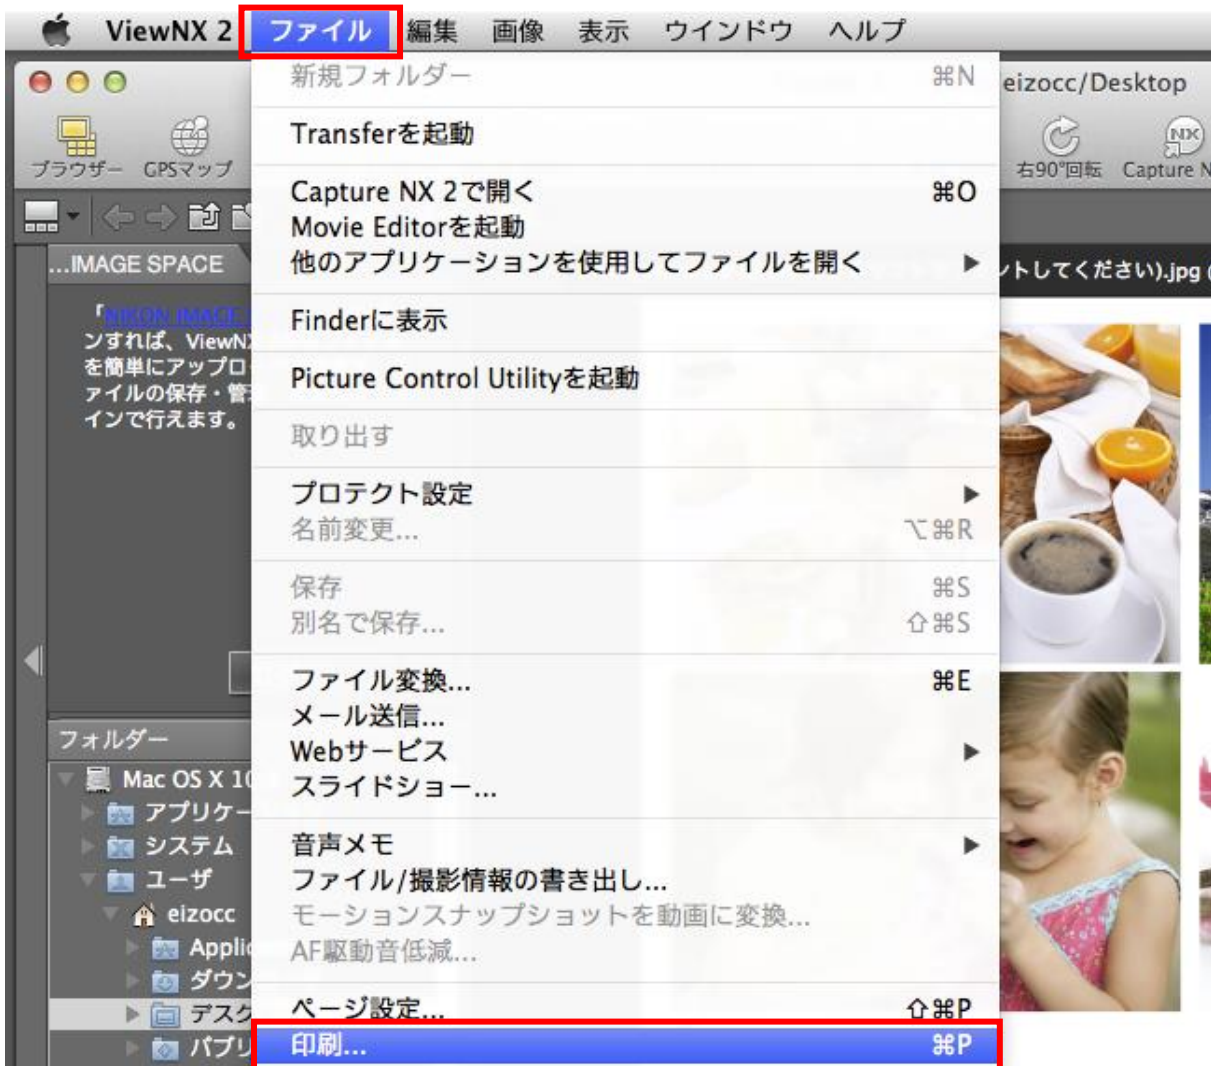 ViewNX 2 ファイル 編集 画像 表示 ウインドウ ヘルプ
eizocc/Desktop
ブラウザー GPSマップ 右90°回転 Capture N
...IMAGE SPACE
ントしてください).jpg (
「NIKON IMAGE
ンすれば、ViewNX
を簡単にアップロ
ァイルの保存・管
インで行えます。
フォルダー
Mac OS X 10
アプリケー
システム
ユーザ
eizocc
Applic
ダウン
デスク
パブリ
新規フォルダー ⌘N
Transferを起動
Capture NX 2で開く ⌘O
Movie Editorを起動
他のアプリケーションを使用してファイルを開く ▶
Finderに表示
Picture Control Utilityを起動
取り出す
プロテクト設定 ▶
名前変更... ⌥⌘R
保存 ⌘S
別名で保存... ⇧⌘S
ファイル変換... ⌘E
メール送信...
Webサービス ▶
スライドショー...
音声メモ ▶
ファイル/撮影情報の書き出し...
モーションスナップショットを動画に変換...
AF駆動音低減...
ページ設定... ⇧⌘P
印刷... ⌘P